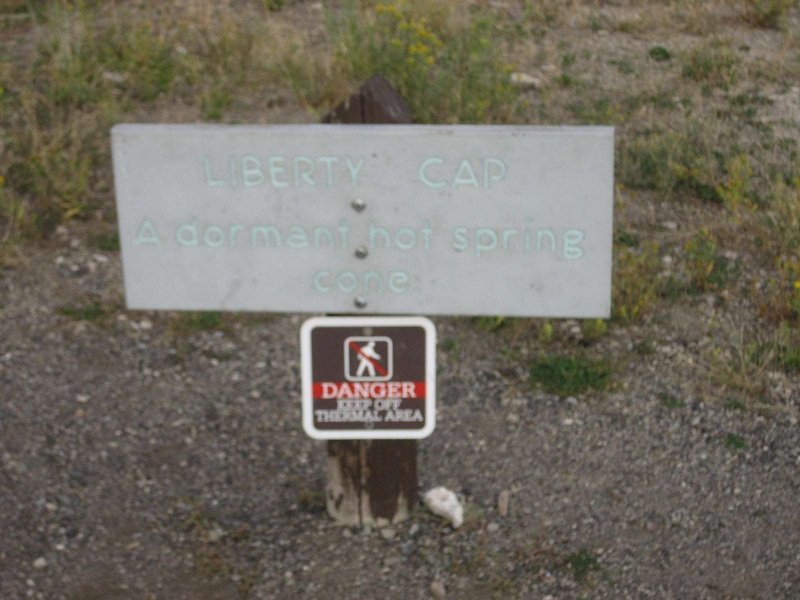 LIBERTY CAP
A dormant hot spring
cone
DANGER
KEEP OFF
THERMAL AREA